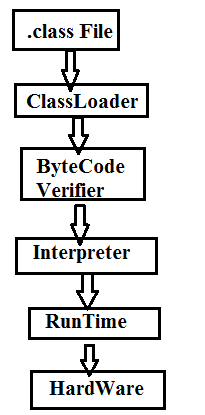 .class File
ClassLoader
ByteCode
Verifier
Interpreter
RunTime
HardWare